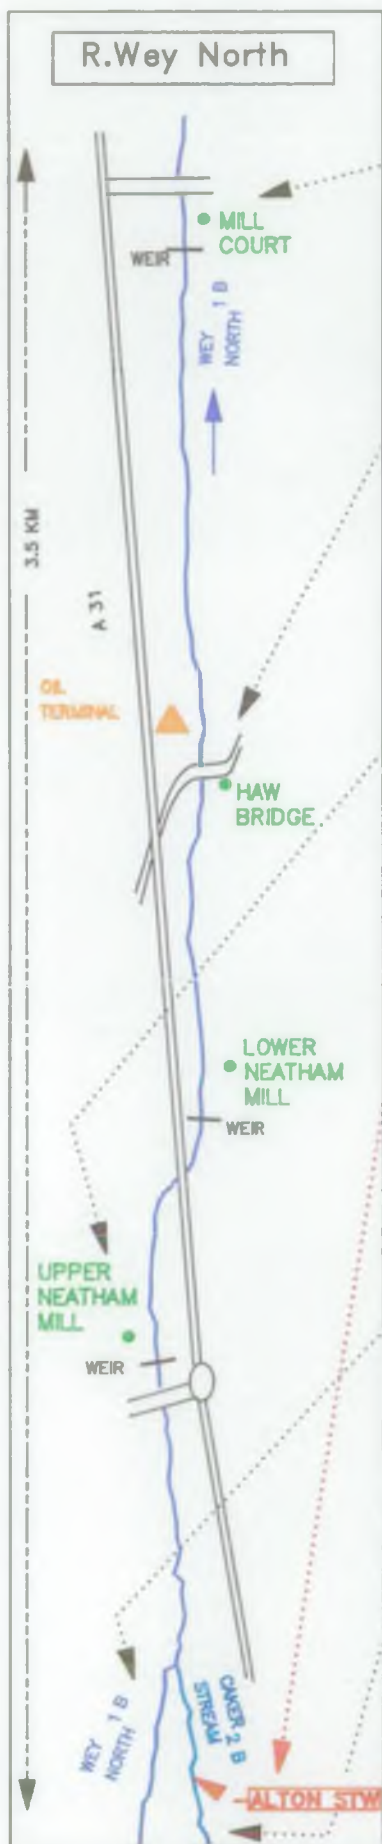 R.Wey North
MILL
COURT
WEIR
WEY 1 B
NORTH
3.5 KM
A 31
OIL
TERMINAL
HAW
BRIDGE.
LOWER
NEATHAM
MILL
WEIR
UPPER
NEATHAM
MILL
WEIR
WEY 1 B
NORTH
CAKER 2 B
STREAM
ALTON STW